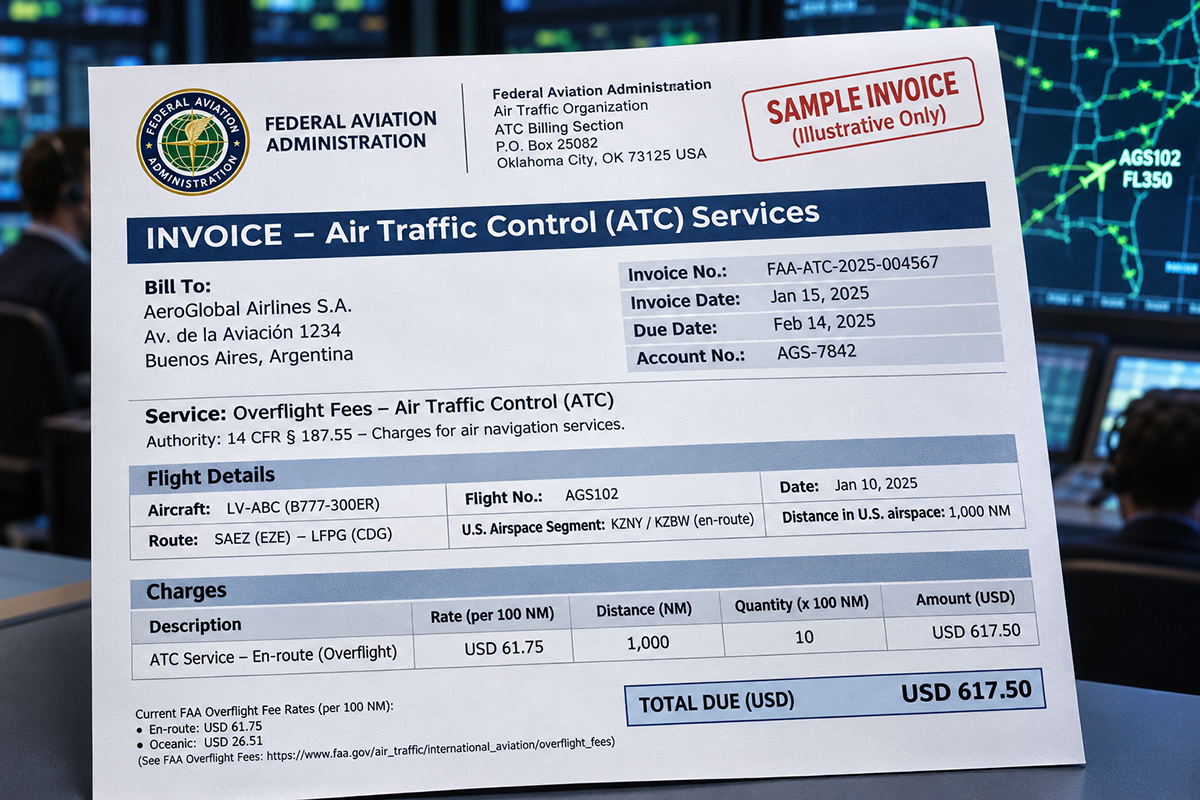 FEDERAL AVIATION
ADMINISTRATION
FEDERAL AVIATION
ADMINISTRATION
Federal Aviation Administration
Air Traffic Organization
ATC Billing Section
P.O. Box 25082
Oklahoma City, OK 73125 USA
SAMPLE INVOICE
(Illustrative Only)
AGS102
FL350
INVOICE – Air Traffic Control (ATC) Services
Bill To:
AeroGlobal Airlines S.A.
Av. de la Aviación 1234
Buenos Aires, Argentina
Invoice No.: FAA-ATC-2025-004567
Invoice Date: Jan 15, 2025
Due Date: Feb 14, 2025
Account No.: AGS-7842
Service: Overflight Fees – Air Traffic Control (ATC)
Authority: 14 CFR § 187.55 – Charges for air navigation services.
Flight Details
Aircraft: LV-ABC (B777-300ER) Flight No.: AGS102 Date: Jan 10, 2025
Route: SAEZ (EZE) – LFPG (CDG) U.S. Airspace Segment: KZNY / KZBW (en-route) Distance in U.S. airspace: 1,000 NM
Charges
Description Rate (per 100 NM) Distance (NM) Quantity (x 100 NM) Amount (USD)
ATC Service – En-route (Overflight) USD 61.75 1,000 10 USD 617.50
TOTAL DUE (USD) USD 617.50
Current FAA Overflight Fee Rates (per 100 NM):
• En-route: USD 61.75
• Oceanic: USD 26.51
(See FAA Overflight Fees: https://www.faa.gov/air_traffic/international_aviation/overflight_fees)